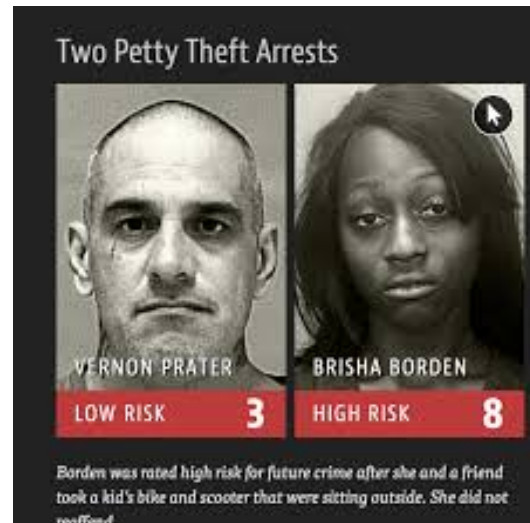 Two Petty Theft Arrests
VERNON PRATER
BRISHA BORDEN
LOW RISK 3
HIGH RISK 8
Borden was rated high risk for future crime after she and a friend
took a kid's bike and scooter that were sitting outside. She did not
reoffend.